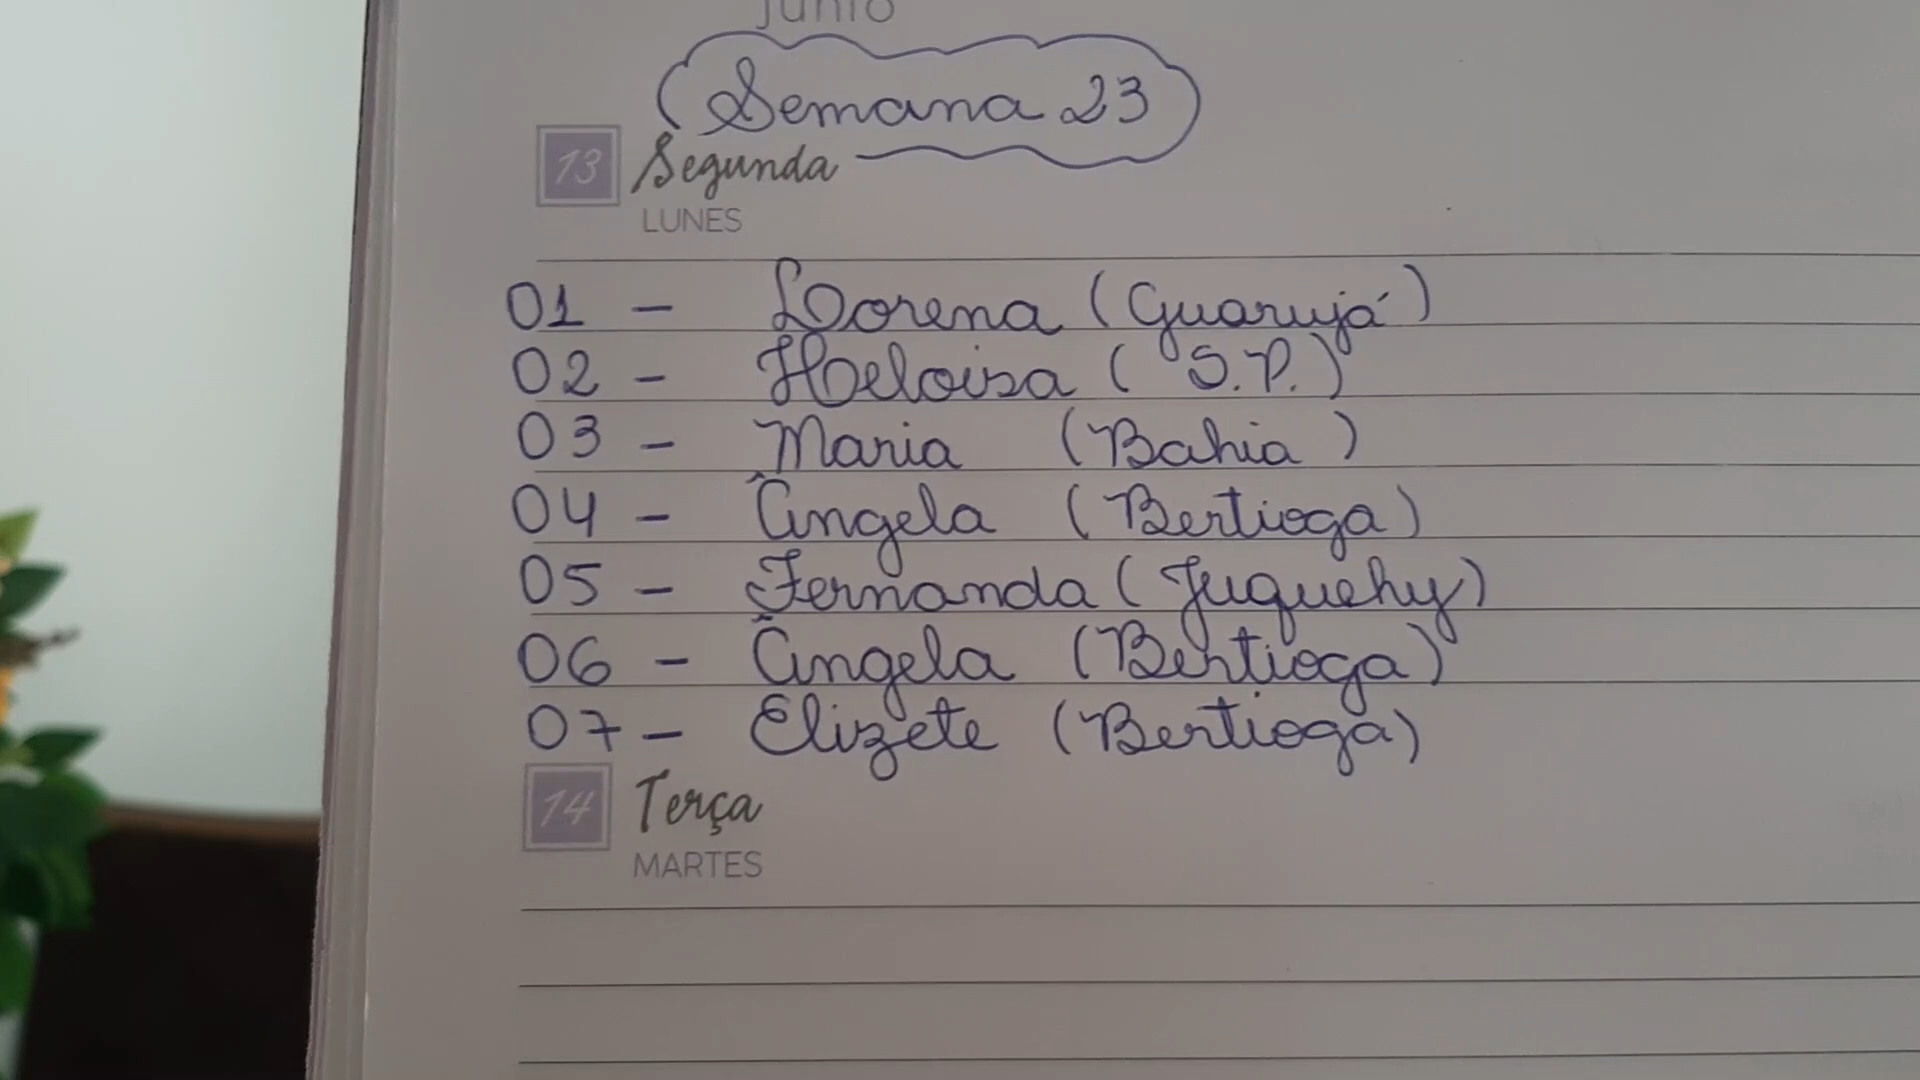 junio
Semana 23
13 Segunda
LUNES
01 - Lorena (Guarujá)
02 - Heloisa (S.P.)
03 - Maria (Bahia)
04 - Ângela (Bertioga)
05 - Fernanda (Juquehy)
06 - Ângela (Bertioga)
07 - Elizete (Bertioga)
14 Terça
MARTES